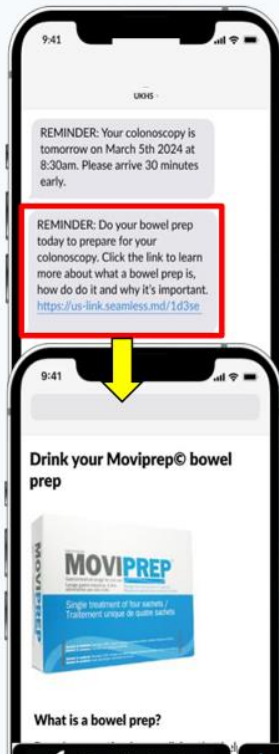 9:41
UKHS
REMINDER: Your colonoscopy is
tomorrow on March 5th 2024 at
8:30am. Please arrive 30 minutes
early.
REMINDER: Do your bowel prep
today to prepare for your
colonoscopy. Click the link to learn
more about what a bowel prep is,
how do do it and why it's important.
https://us-link.seamless.md/1d3se
9:41
Drink your Moviprep© bowel
prep
MOVIPREP
MOVIPREP
Single treatment of four sachets /
Traitement unique de quatre sachets
What is a bowel prep?